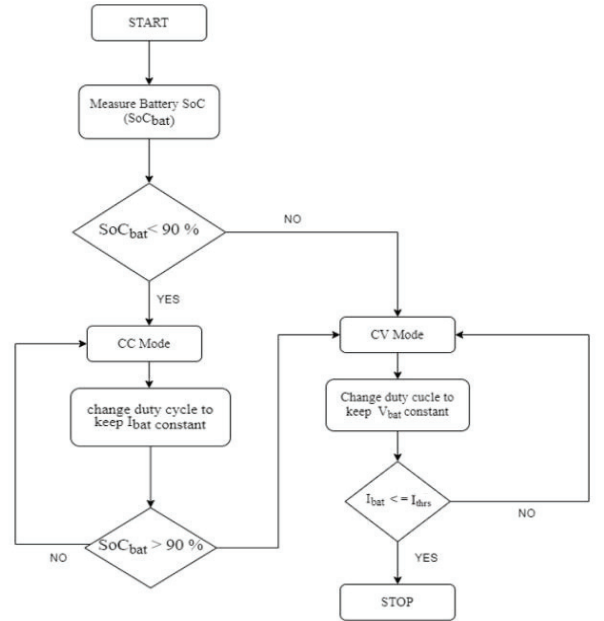 START
Measure Battery SoC
(SoCbat)
SoCbat< 90 %
NO
YES
CC Mode
CV Mode
change duty cycle to
keep Ibat constant
Change duty cucle to
keep Vbat constant
Ibat < = Ithrs
NO
SoCbat > 90 %
NO
YES
STOP